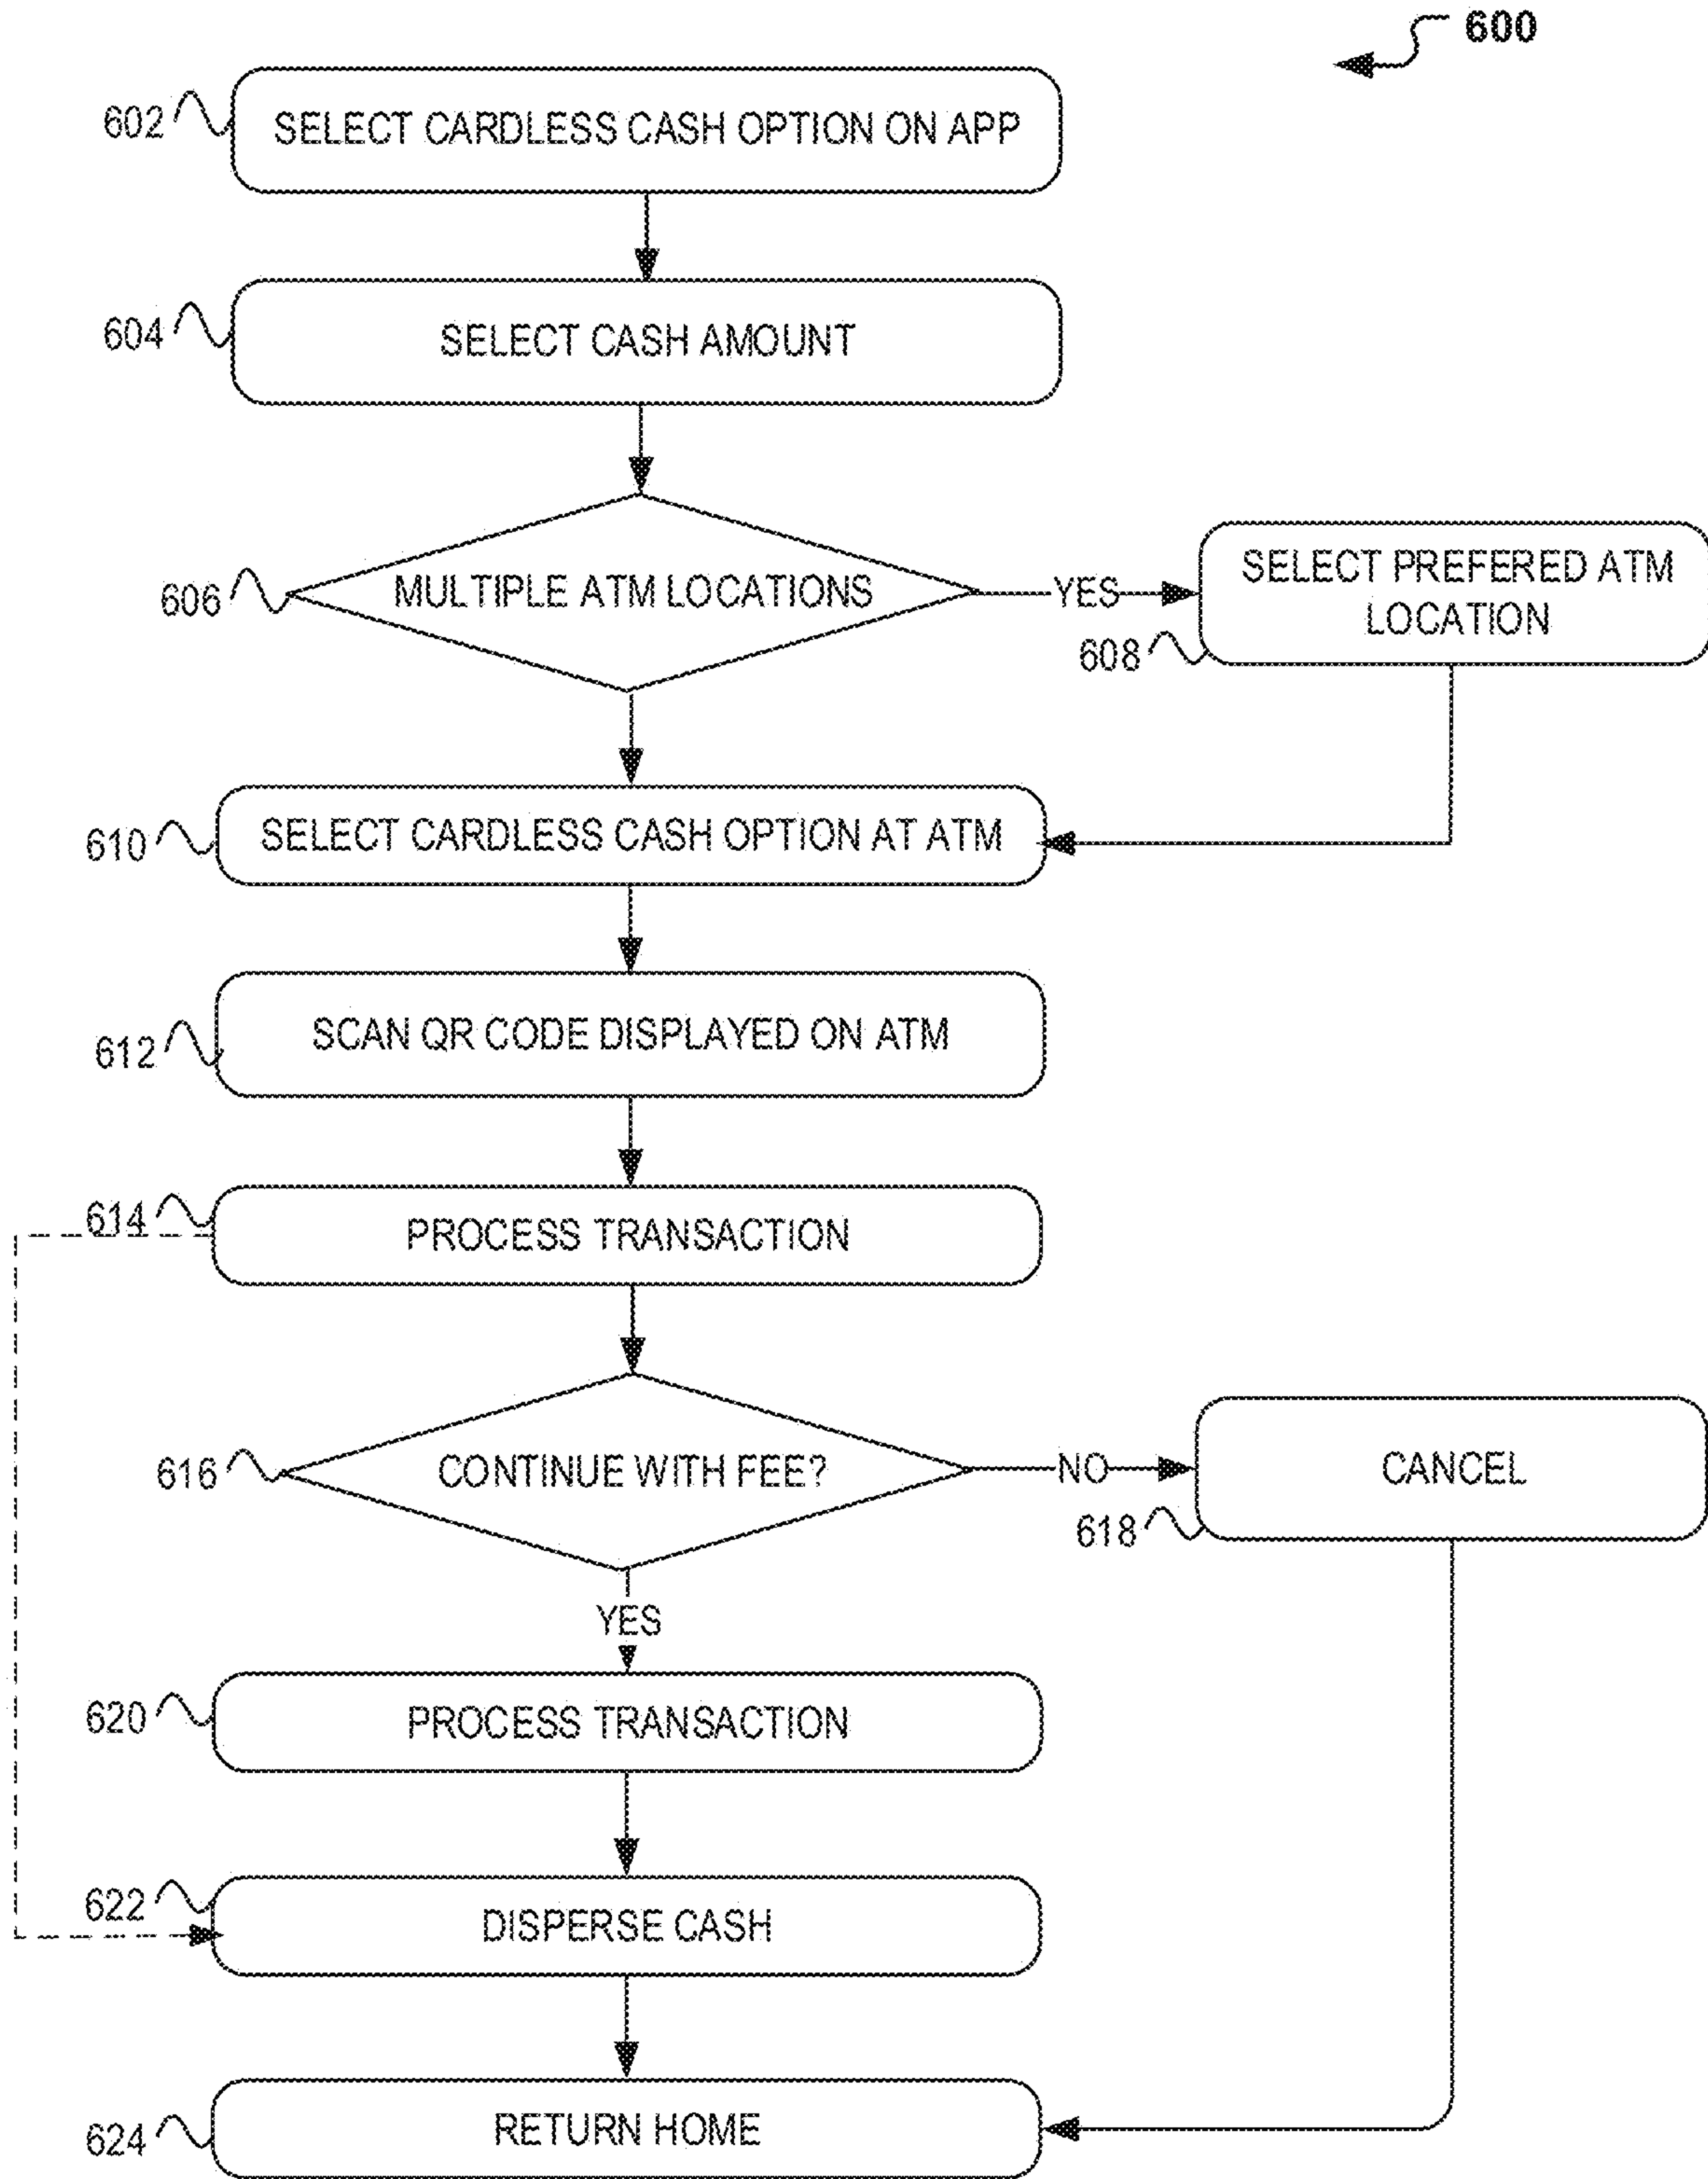 600
602
SELECT CARDLESS CASH OPTION ON APP
604
SELECT CASH AMOUNT
606
MULTIPLE ATM LOCATIONS
YES
SELECT PREFERED ATM
LOCATION
608
610
SELECT CARDLESS CASH OPTION AT ATM
612
SCAN QR CODE DISPLAYED ON ATM
614
PROCESS TRANSACTION
616
CONTINUE WITH FEE?
NO
CANCEL
618
YES
620
PROCESS TRANSACTION
622
DISPERSE CASH
624
RETURN HOME